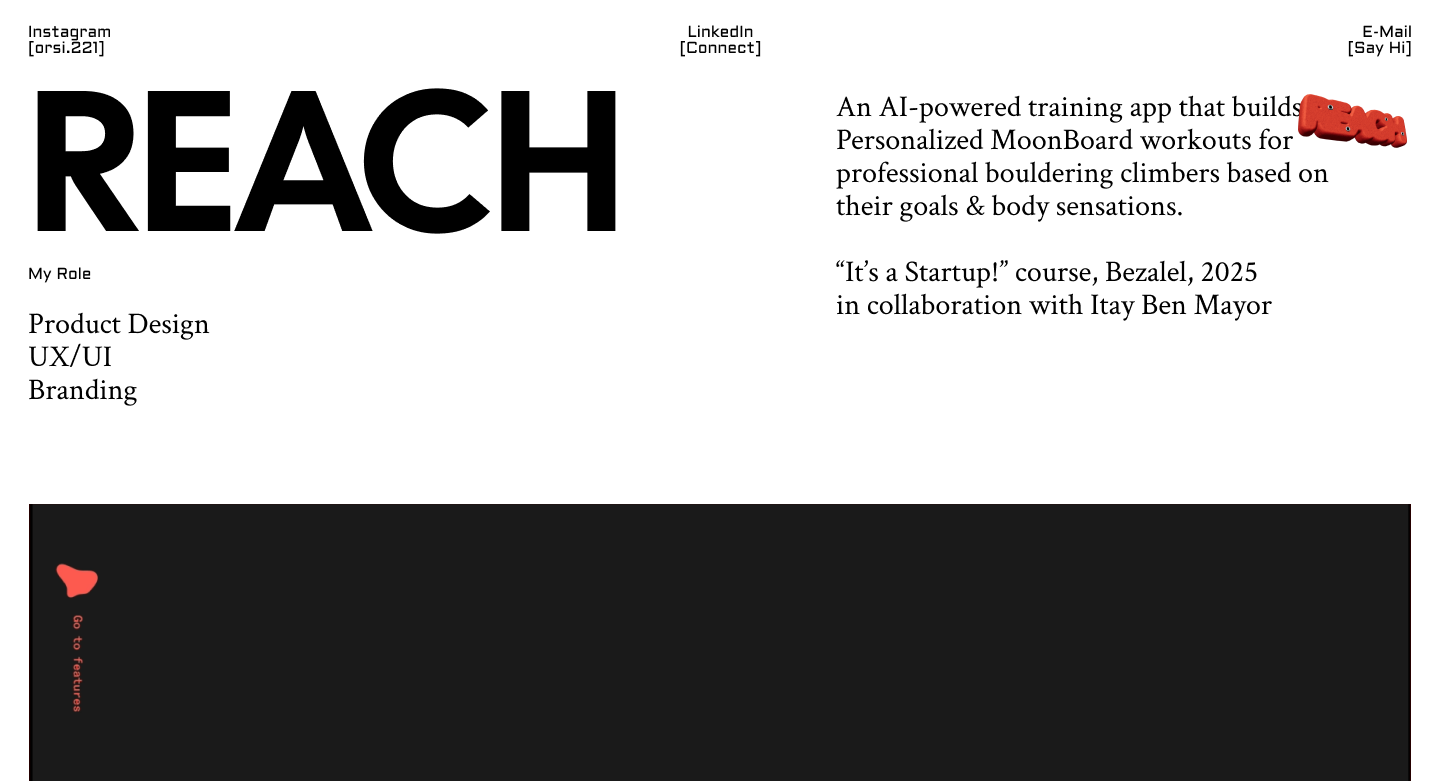 Instagram
[orsi.221]
LinkedIn
[Connect]
E-Mail
[Say Hi]
REACH
An AI-powered training app that builds
Personalized MoonBoard workouts for
professional bouldering climbers based on
their goals & body sensations.
“It’s a Startup!” course, Bezalel, 2025
in collaboration with Itay Ben Mayor
REACH
My Role
Product Design
UX/UI
Branding
Go to features